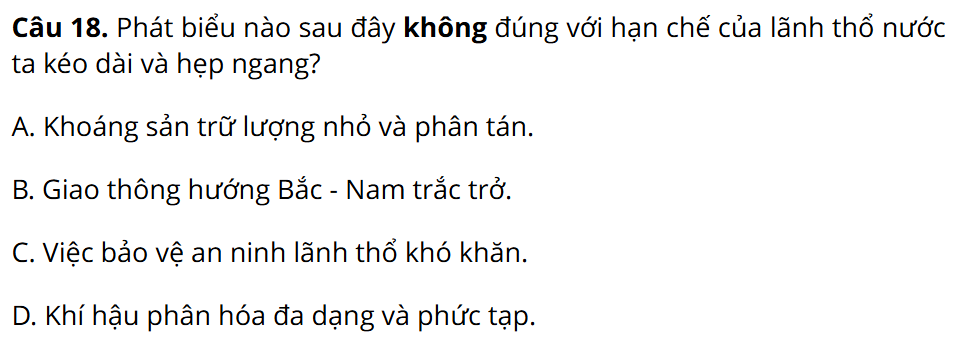 Câu 18. Phát biểu nào sau đây không đúng với hạn chế của lãnh thổ nước
ta kéo dài và hẹp ngang?
A. Khoáng sản trữ lượng nhỏ và phân tán.
B. Giao thông hướng Bắc - Nam trắc trở.
C. Việc bảo vệ an ninh lãnh thổ khó khăn.
D. Khí hậu phân hóa đa dạng và phức tạp.